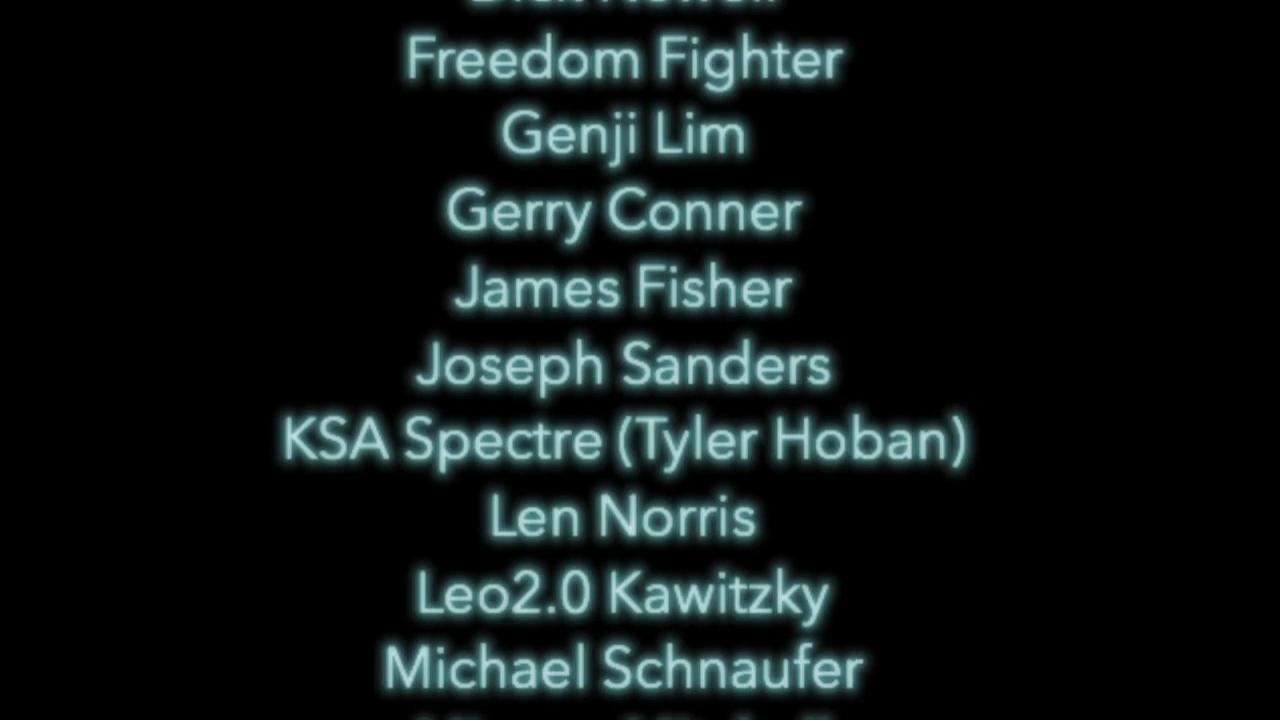 Freedom Fighter
Genji Lim
Gerry Conner
James Fisher
Joseph Sanders
KSA Spectre (Tyler Hoban)
Len Norris
Leo2.0 Kawitzky
Michael Schnaufer